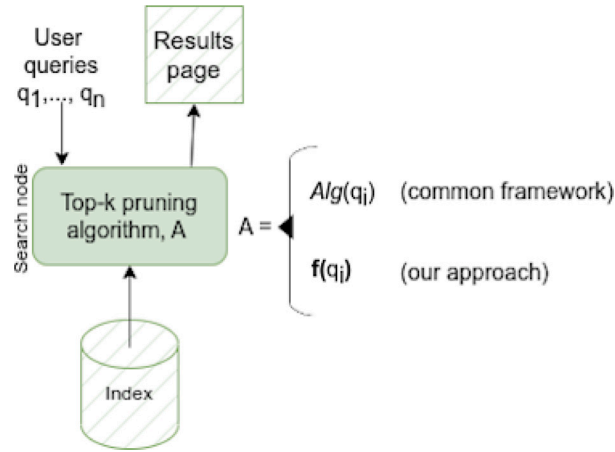 User
queries
q1,..., qn
Results
page
Search node
Top-k pruning
algorithm, A
A =
Alg(qi) (common framework)
f(qi) (our approach)
Index